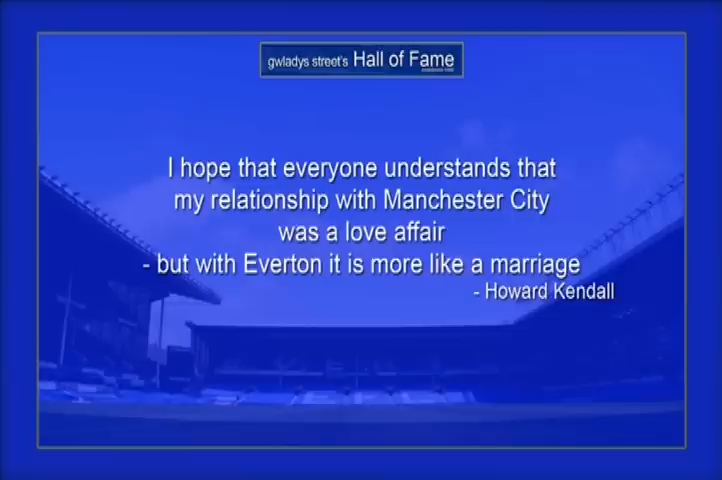 gwladys street's Hall of Fame
I hope that everyone understands that
my relationship with Manchester City
was a love affair
- but with Everton it is more like a marriage
- Howard Kendall